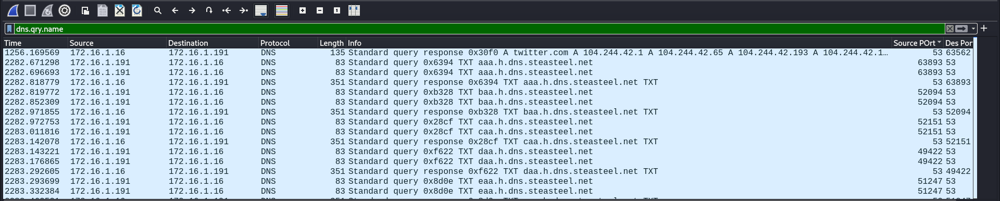 dns.qry.name
Time Source Destination Protocol Length Info Source POrt Des Por
1256.169569 172.16.1.16 172.16.1.191 DNS 135 Standard query response 0x30f0 A twitter.com A 104.244.42.1 A 104.244.42.65 A 104.244.42.193 A 104.244.42.1… 53 63562
2282.671298 172.16.1.191 172.16.1.16 DNS 83 Standard query 0x6394 TXT aaa.h.dns.steasteel.net 63893 53
2282.696693 172.16.1.191 172.16.1.16 DNS 83 Standard query 0x6394 TXT aaa.h.dns.steasteel.net 63893 53
2282.818779 172.16.1.16 172.16.1.191 DNS 351 Standard query response 0x6394 TXT aaa.h.dns.steasteel.net TXT 53 63893
2282.819772 172.16.1.191 172.16.1.16 DNS 83 Standard query 0xb328 TXT baa.h.dns.steasteel.net 52094 53
2282.852309 172.16.1.191 172.16.1.16 DNS 83 Standard query 0xb328 TXT baa.h.dns.steasteel.net 52094 53
2282.971855 172.16.1.16 172.16.1.191 DNS 351 Standard query response 0xb328 TXT baa.h.dns.steasteel.net TXT 53 52094
2282.972753 172.16.1.191 172.16.1.16 DNS 83 Standard query 0x28cf TXT caa.h.dns.steasteel.net 52151 53
2283.011816 172.16.1.191 172.16.1.16 DNS 83 Standard query 0x28cf TXT caa.h.dns.steasteel.net 52151 53
2283.142078 172.16.1.16 172.16.1.191 DNS 351 Standard query response 0x28cf TXT caa.h.dns.steasteel.net TXT 53 52151
2283.143221 172.16.1.191 172.16.1.16 DNS 83 Standard query 0xf622 TXT daa.h.dns.steasteel.net 49422 53
2283.176865 172.16.1.191 172.16.1.16 DNS 83 Standard query 0xf622 TXT daa.h.dns.steasteel.net 49422 53
2283.292605 172.16.1.16 172.16.1.191 DNS 351 Standard query response 0xf622 TXT daa.h.dns.steasteel.net TXT 53 49422
2283.293699 172.16.1.191 172.16.1.16 DNS 83 Standard query 0x8d0e TXT eaa.h.dns.steasteel.net 51247 53
2283.332384 172.16.1.191 172.16.1.16 DNS 83 Standard query 0x8d0e TXT eaa.h.dns.steasteel.net 51247 53